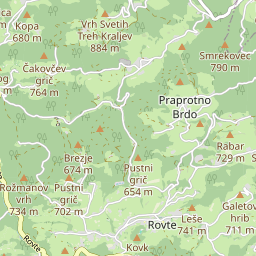 Kopa
680 m
Vrh Svetih
Treh Kraljev
884 m
Smrekovec
790 m
Čakovčev
grič
764 m
Praprotno
Brdo
Rabar
729 m
Brezje
674 m
Pustni
grič
654 m
Rožmanov
vrh
734 m
Pustni
grič
702 m
Rovte
Leše
741 m
Galetov
hrib
711 m
Rovte
Kovk